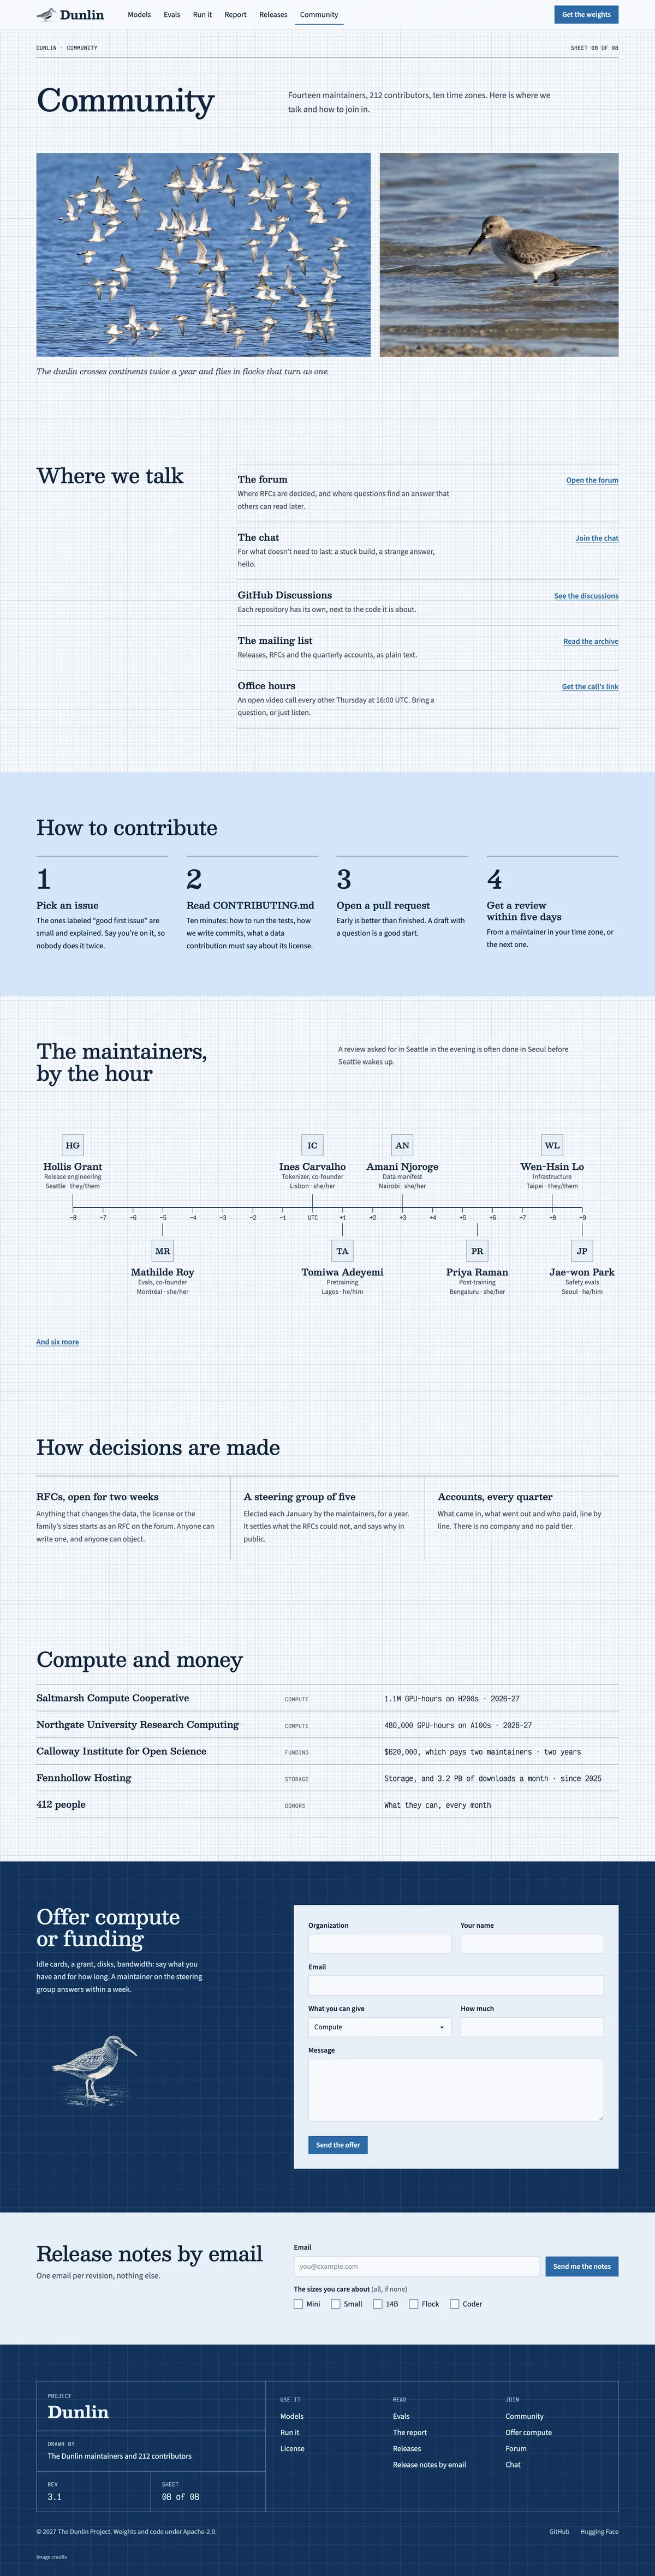 Dunlin
Models
Evals
Run it
Report
Releases
Community
Get the weights
DUNLIN · COMMUNITY
SHEET 08 OF 08
Community
Fourteen maintainers, 212 contributors, ten time zones. Here is where we
talk and how to join in.
The dunlin crosses continents twice a year and flies in flocks that turn as one.
Where we talk
The forum
Where RFCs are decided, and where questions find an answer that
others can read later.
Open the forum
The chat
For what doesn't need to last: a stuck build, a strange answer,
hello.
Join the chat
GitHub Discussions
Each repository has its own, next to the code it is about.
See the discussions
The mailing list
Releases, RFCs and the quarterly accounts, as plain text.
Read the archive
Office hours
An open video call every other Thursday at 16:00 UTC. Bring a
question, or just listen.
Get the call's link
How to contribute
1
Pick an issue
The ones labeled “good first issue” are
small and explained. Say you're on it, so
nobody does it twice.
2
Read CONTRIBUTING.md
Ten minutes: how to run the tests, how
we write commits, what a data
contribution must say about its license.
3
Open a pull request
Early is better than finished. A draft with
a question is a good start.
4
Get a review
within five days
From a maintainer in your time zone, or
the next one.
The maintainers,
by the hour
A review asked for in Seattle in the evening is often done in Seoul before
Seattle wakes up.
HG
Hollis Grant
Release engineering
Seattle · they/them
IC
Ines Carvalho
Tokenizer, co-founder
Lisbon · she/her
AN
Amani Njoroge
Data manifest
Nairobi · she/her
WL
Wen-Hsin Lo
Infrastructure
Taipei · they/them
−8 −7 −6 −5 −4 −3 −2 −1 UTC +1 +2 +3 +4 +5 +6 +7 +8 +9
MR
Mathilde Roy
Evals, co-founder
Montréal · she/her
TA
Tomiwa Adeyemi
Pretraining
Lagos · he/him
PR
Priya Raman
Post-training
Bengaluru · she/her
JP
Jae-won Park
Safety evals
Seoul · he/him
And six more
How decisions are made
RFCs, open for two weeks
Anything that changes the data, the license or the
family's sizes starts as an RFC on the forum. Anyone can
write one, and anyone can object.
A steering group of five
Elected each January by the maintainers, for a year.
It settles what the RFCs could not, and says why in
public.
Accounts, every quarter
What came in, what went out and who paid, line by
line. There is no company and no paid tier.
Compute and money
Saltmarsh Compute Cooperative
COMPUTE
1.1M GPU-hours on H200s · 2026–27
Northgate University Research Computing
COMPUTE
480,000 GPU-hours on A100s · 2026–27
Calloway Institute for Open Science
FUNDING
$620,000, which pays two maintainers · two years
Fennhollow Hosting
STORAGE
Storage, and 3.2 PB of downloads a month · since 2025
412 people
DONORS
What they can, every month
Offer compute
or funding
Idle cards, a grant, disks, bandwidth: say what you
have and for how long. A maintainer on the steering
group answers within a week.
Organization
Your name
Email
What you can give
How much
Compute
Message
Send the offer
Release notes by email
One email per revision, nothing else.
Email
you@example.com
Send me the notes
The sizes you care about (all, if none)
Mini
Small
14B
Flock
Coder
PROJECT
Dunlin
DRAWN BY
The Dunlin maintainers and 212 contributors
REV
3.1
SHEET
08 of 08
USE IT
Models
Run it
License
READ
Evals
The report
Releases
Release notes by email
JOIN
Community
Offer compute
Forum
Chat
© 2027 The Dunlin Project. Weights and code under Apache-2.0.
GitHub
Hugging Face
Image credits